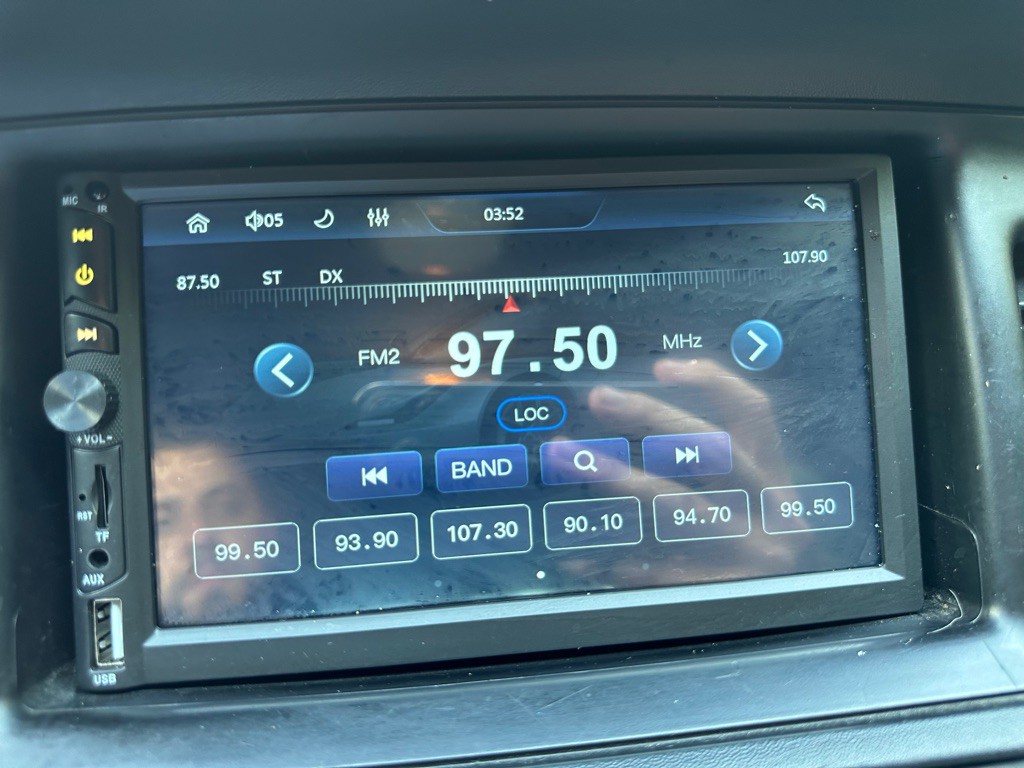 MIC
IR
05
03:52
87.50 ST DX 107.90
FM2 97.50 MHz
LOC
BAND
99.50 93.90 107.30 90.10 94.70 99.50
+VOL-
RST
TF
AUX
USB